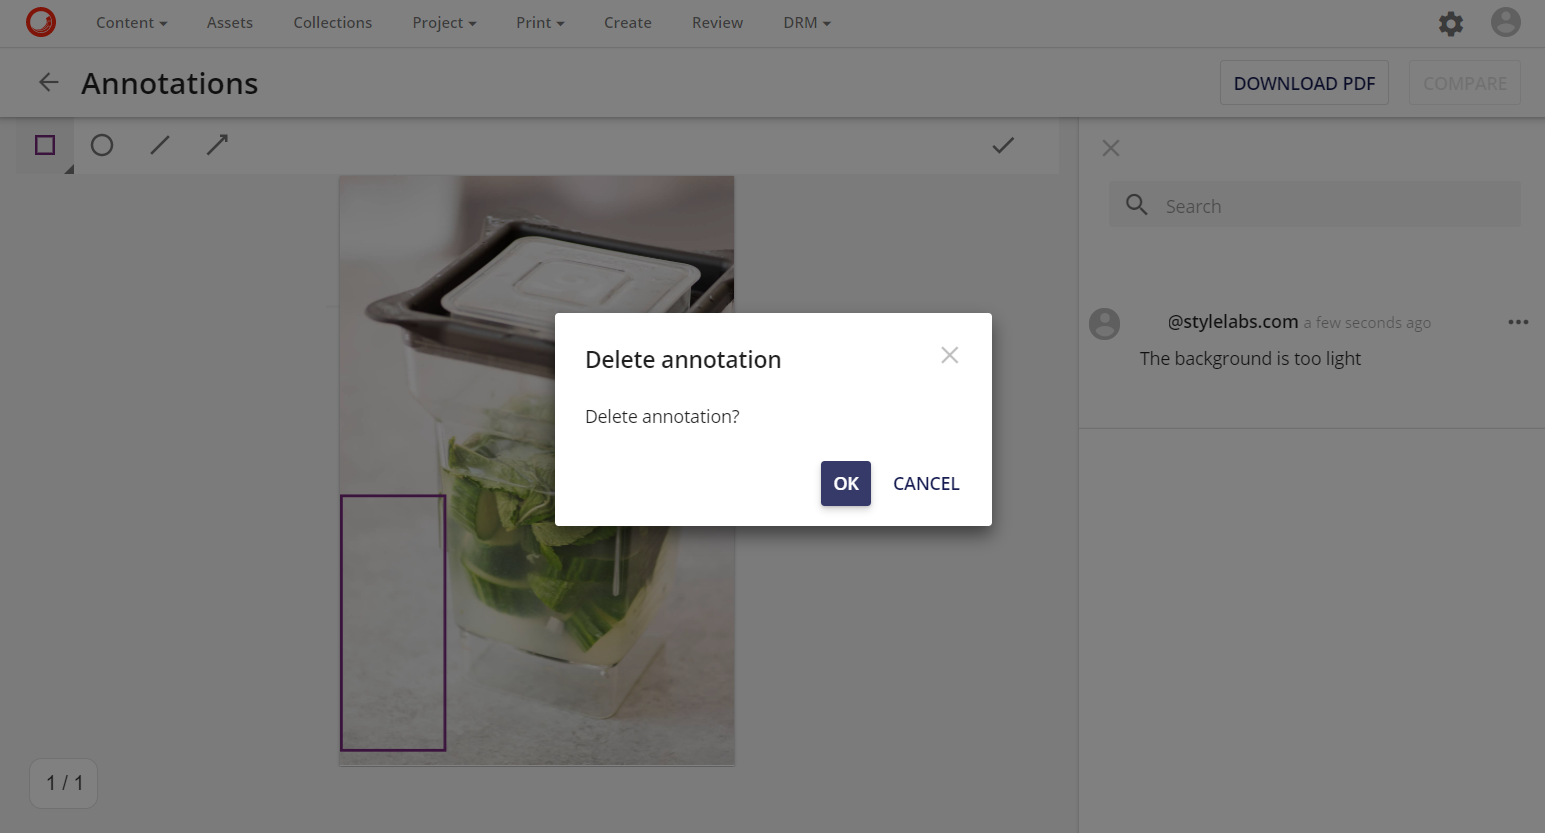 Content Assets Collections Project Print Create Review DRM
Annotations DOWNLOAD PDF COMPARE
Search
@stylelabs.com a few seconds ago
The background is too light
Delete annotation
Delete annotation?
OK CANCEL
1 / 1